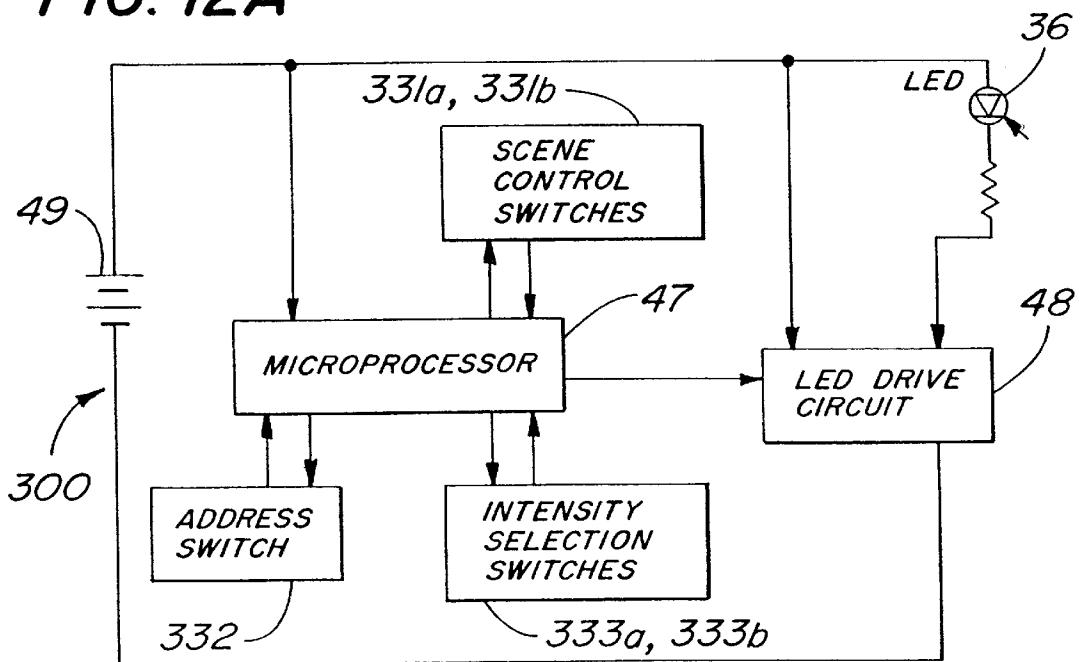 FIG. 12A
36
LED
331a, 331b
SCENE
CONTROL
SWITCHES
49
47
48
MICROPROCESSOR
LED DRIVE
CIRCUIT
300
ADDRESS
SWITCH
INTENSITY
SELECTION
SWITCHES
332
333a, 333b